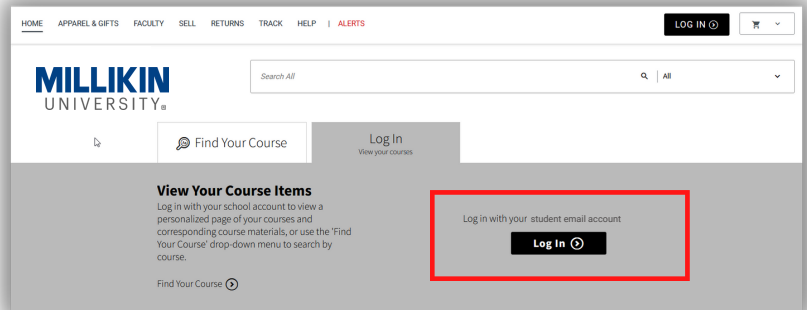 HOME APPAREL & GIFTS FACULTY SELL RETURNS TRACK HELP | ALERTS LOG IN
MILLIKIN
UNIVERSITY®
Search All All
Find Your Course
Log In
View your courses
View Your Course Items
Log in with your school account to view a
personalized page of your courses and
corresponding course materials, or use the 'Find
Your Course' drop-down menu to search by
course.
Find Your Course
Log in with your student email account
Log In